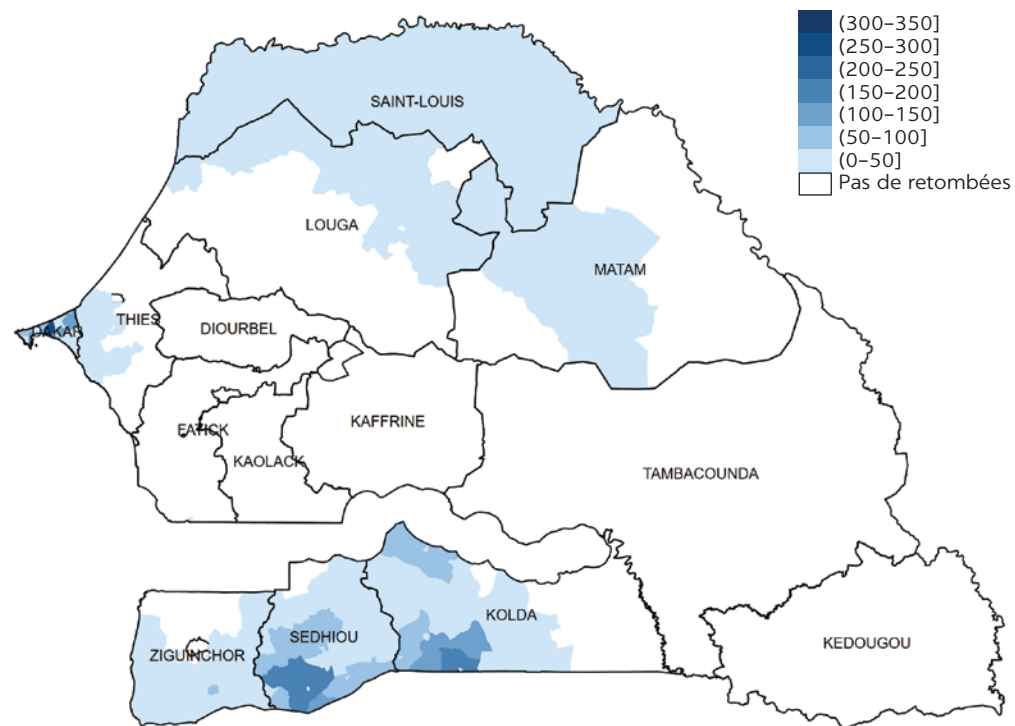 (300–350]
(250–300]
(200–250]
(150–200]
(100–150]
(50–100]
(0–50]
Pas de retombées
SAINT-LOUIS
LOUGA
MATAM
THIES
DAKAR
DIOURBEL
FATICK
KAFFRINE
KAOLACK
TAMBACOUNDA
KOLDA
SEDHIOU
ZIGUINCHOR
KEDOUGOU